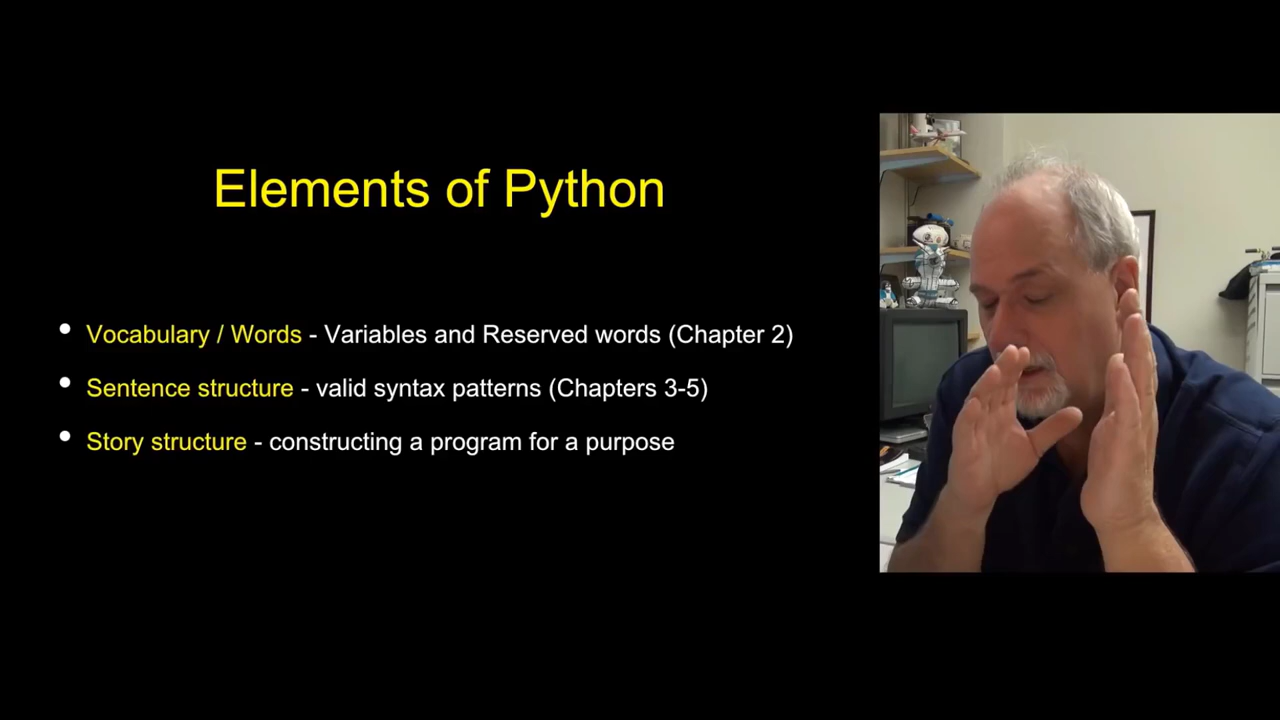 Elements of Python
• Vocabulary / Words - Variables and Reserved words (Chapter 2)
• Sentence structure - valid syntax patterns (Chapters 3-5)
• Story structure - constructing a program for a purpose